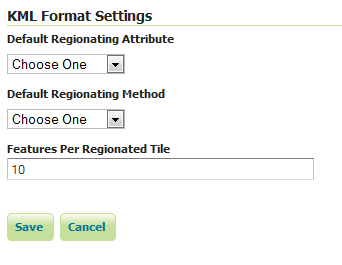 KML Format Settings
Default Regionating Attribute
Choose One
Default Regionating Method
Choose One
Features Per Regionated Tile
10
Save Cancel